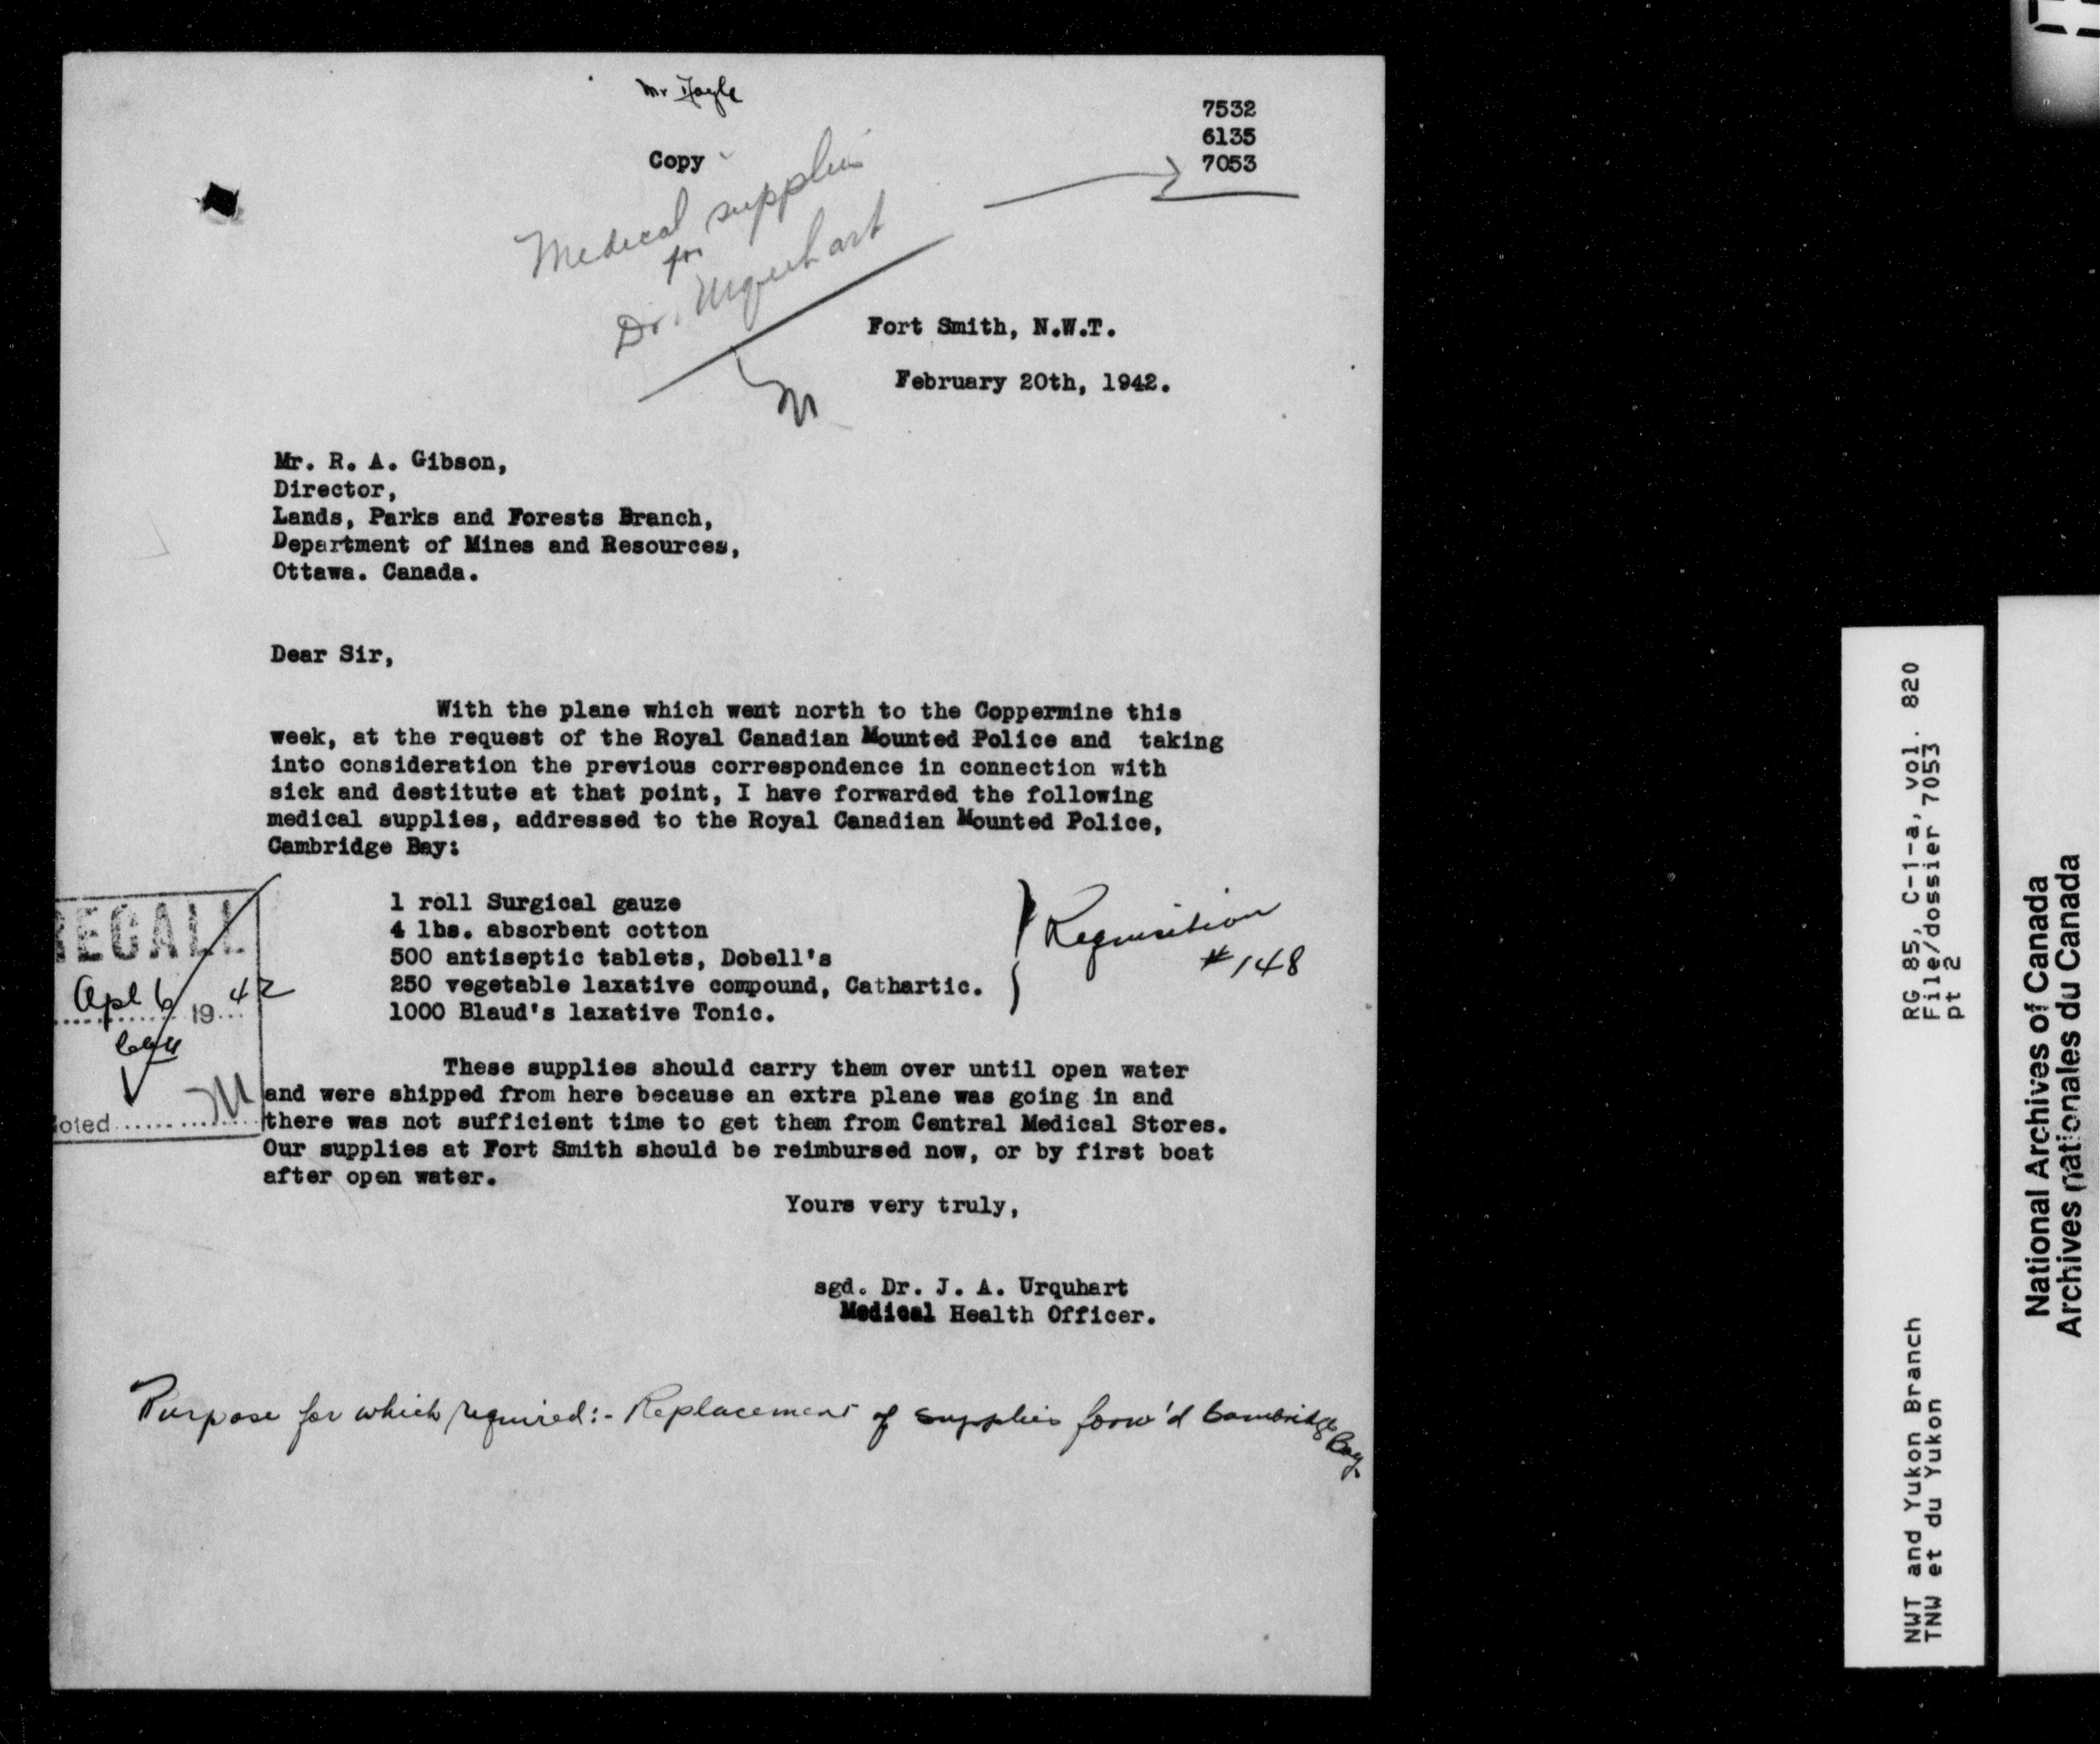 Mr
7532
6135
7053
Copy
Medical supplies
for
Dr. Urquhart
Fort Smith, N.W.T.
February 20th, 1942.
Mr. R. A. Gibson,
Director,
Lands, Parks and Forests Branch,
Department of Mines and Resources,
Ottawa. Canada.
Dear Sir,
With the plane which went north to the Coppermine this
week, at the request of the Royal Canadian Mounted Police and taking
into consideration the previous correspondence in connection with
sick and destitute at that point, I have forwarded the following
medical supplies, addressed to the Royal Canadian Mounted Police,
Cambridge Bay:
1 roll Surgical gauze
4 lbs. absorbent cotton
500 antiseptic tablets, Dobell's
250 vegetable laxative compound, Cathartic.
1000 Blaud's laxative Tonic.
Requisition
#148
RECALL
Apl 6 1942
oted
These supplies should carry them over until open water
and were shipped from here because an extra plane was going in and
there was not sufficient time to get them from Central Medical Stores.
Our supplies at Fort Smith should be reimbursed now, or by first boat
after open water.
Yours very truly,
sgd. Dr. J. A. Urquhart
Medical Health Officer.
Purpose for which required:- Replacement of supplies forw'd Cambridge
Bay.
RG 85, C-1-a, vol. 820
File/dossier 7053
pt 2
NWT and Yukon Branch
TNW et du Yukon
National Archives of Canada
Archives nationales du Canada